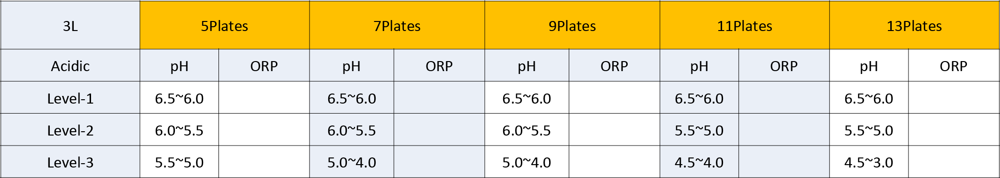 3L 5Plates 7Plates 9Plates 11Plates 13Plates
Acidic pH ORP pH ORP pH ORP pH ORP pH ORP
Level-1 6.5~6.0 6.5~6.0 6.5~6.0 6.5~6.0 6.5~6.0
Level-2 6.0~5.5 6.0~5.5 6.0~5.5 5.5~5.0 5.5~5.0
Level-3 5.5~5.0 5.0~4.0 5.0~4.0 4.5~4.0 4.5~3.0